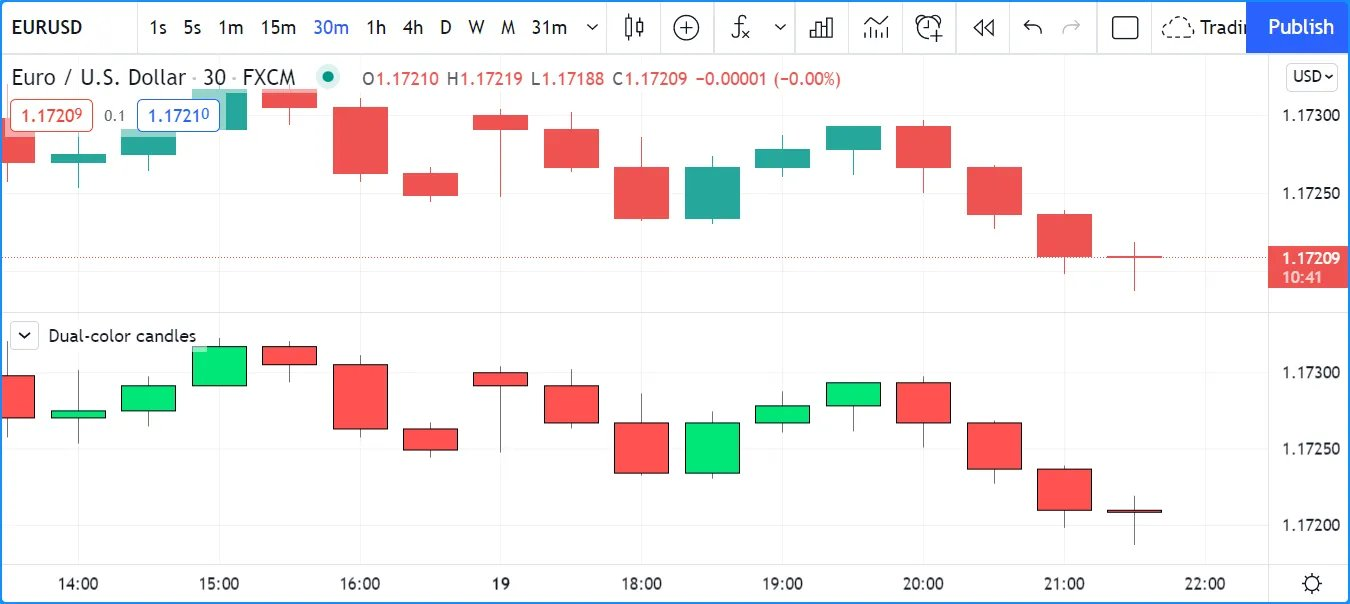 EURUSD 1s 5s 1m 15m 30m 1h 4h D W M 31m Tradin Publish
Euro / U.S. Dollar · 30 · FXCM O1.17210 H1.17219 L1.17188 C1.17209 −0.00001 (−0.00%) USD
1.17209 0.1 1.17210 1.17300
1.17250
1.17209
10:41
Dual-color candles
1.17300
1.17250
1.17200
14:00 15:00 16:00 19 18:00 19:00 20:00 21:00 22:00